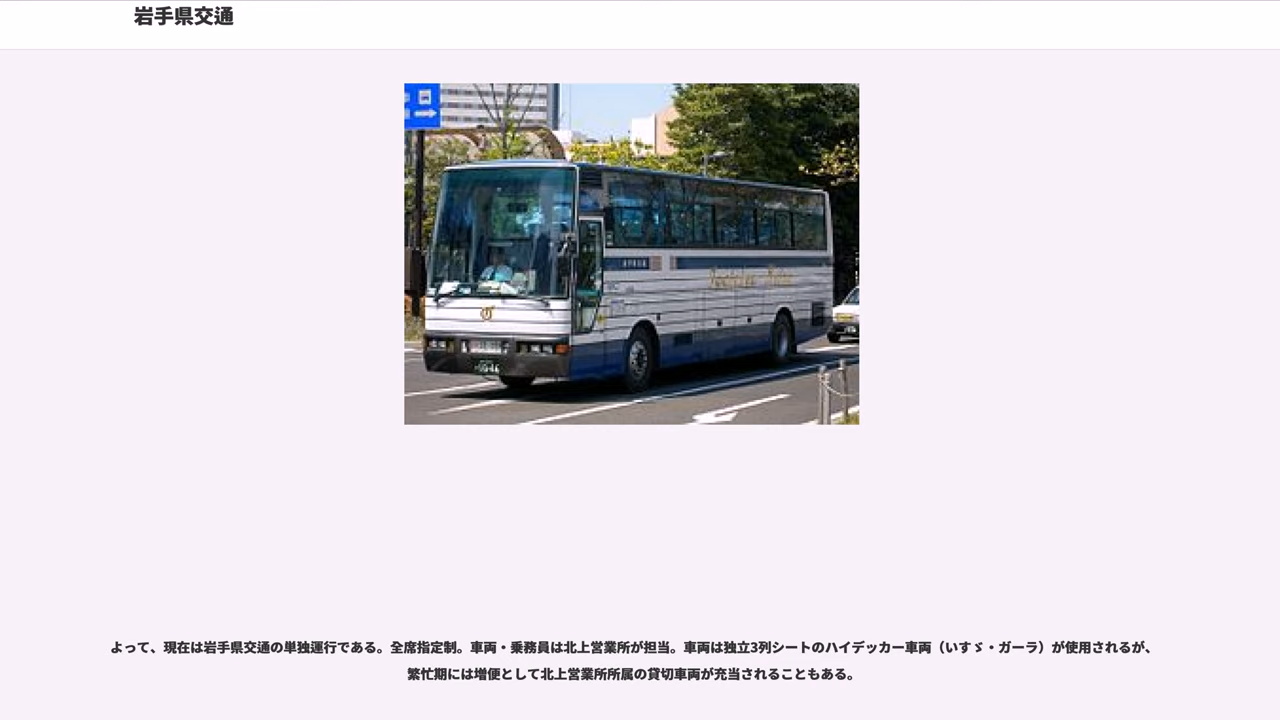 岩手県交通
よって、現在は岩手県交通の単独運行である。全席指定制。車両・乗務員は北上営業所が担当。車両は独立3列シートのハイデッカー車両（いすゞ・ガーラ）が使用されるが、
繁忙期には増便として北上営業所所属の貸切車両が充当されることもある。